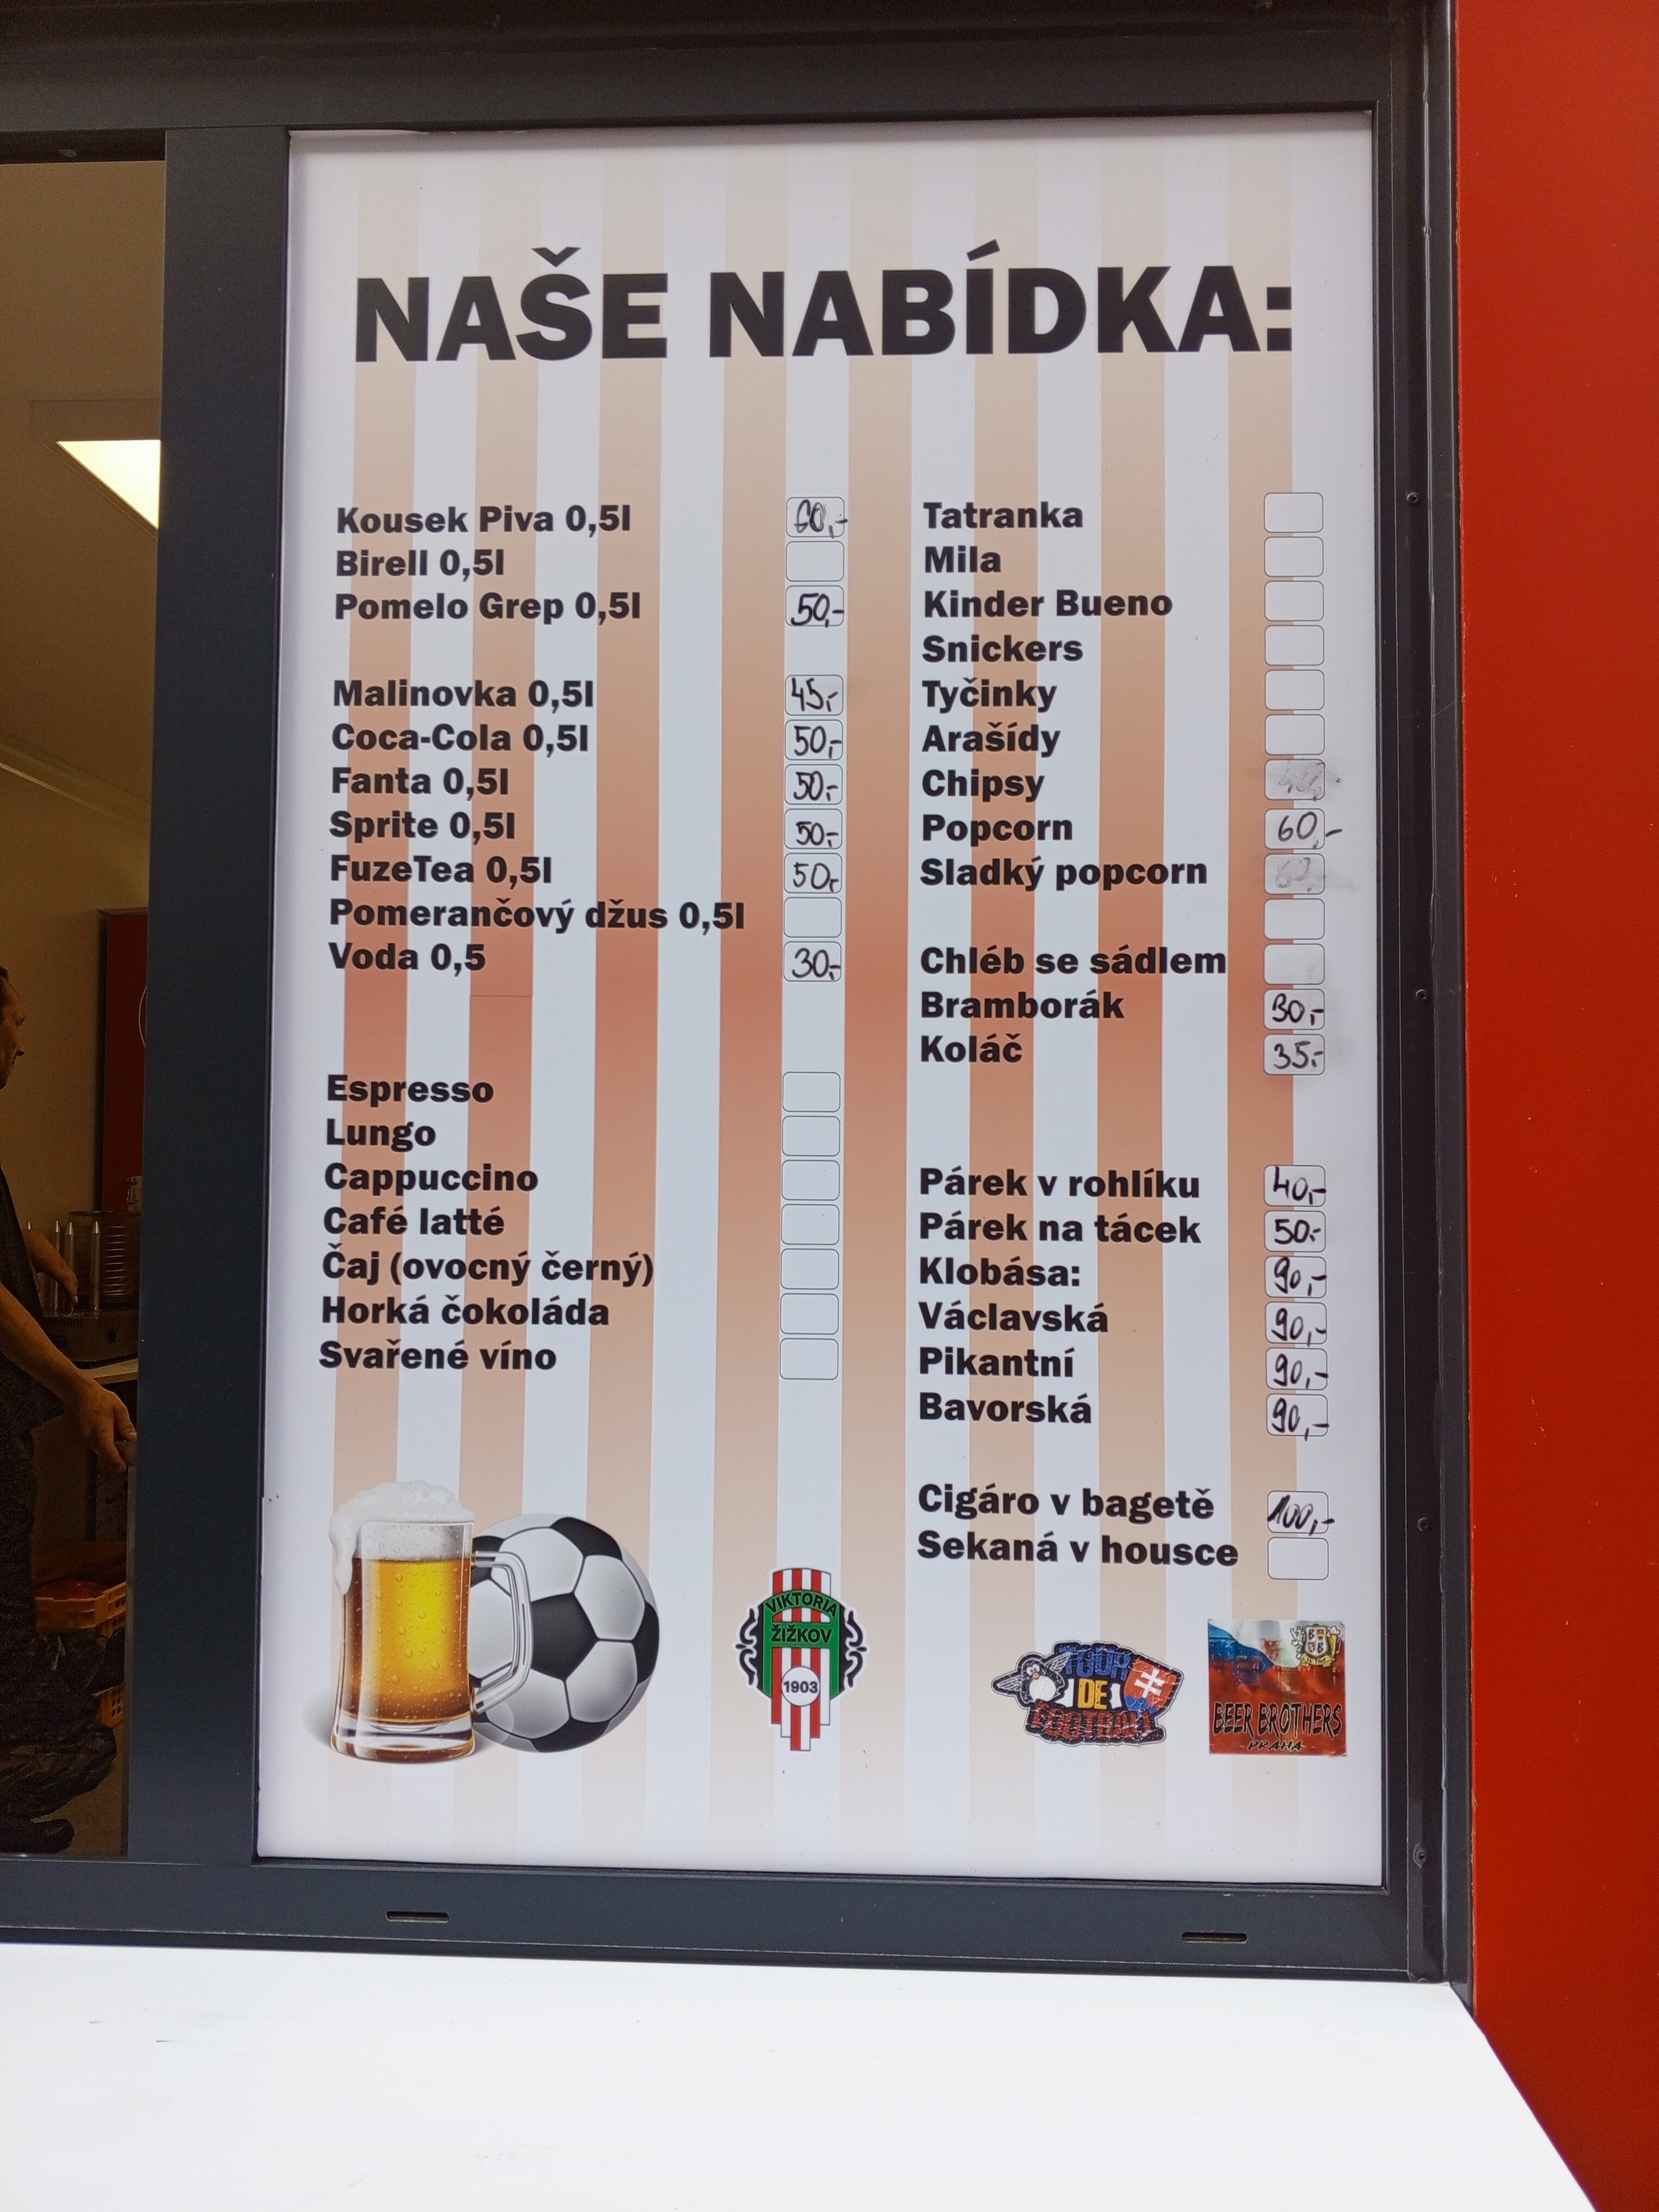 NAŠE NABÍDKA:
Kousek Piva 0,5l 60,-
Birell 0,5l
Pomelo Grep 0,5l 50,-
Malinovka 0,5l 45,-
Coca-Cola 0,5l 50,-
Fanta 0,5l 50,-
Sprite 0,5l 50,-
FuzeTea 0,5l 50,-
Pomerančový džus 0,5l
Voda 0,5 30,-
Espresso
Lungo
Cappuccino
Café latté
Čaj (ovocný černý)
Horká čokoláda
Svařené víno
Tatranka
Mila
Kinder Bueno
Snickers
Tyčinky
Arašídy
Chipsy
Popcorn 60,-
Sladký popcorn
Chléb se sádlem
Bramborák 30,-
Koláč 35,-
Párek v rohlíku 40,-
Párek na tácek 50,-
Klobása: 90,-
Václavská 90,-
Pikantní 90,-
Bavorská 90,-
Cigáro v bagetě 100,-
Sekaná v housce
VIKTORIA
ŽIŽKOV
1903
TOUR
DE
FOOTBALL
BEER BROTHERS
PRAHA